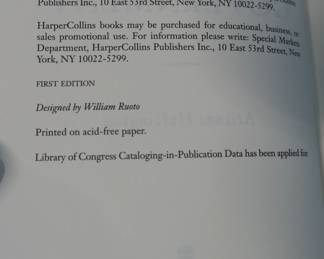 Publishers Inc., 10 East 53rd Street, New York, NY 10022-5299.
HarperCollins books may be purchased for educational, business, or
sales promotional use. For information please write: Special Markets
Department, HarperCollins Publishers Inc., 10 East 53rd Street, New
York, NY 10022-5299.
FIRST EDITION
Designed by William Ruoto
Printed on acid-free paper.
Library of Congress Cataloging-in-Publication Data has been applied for